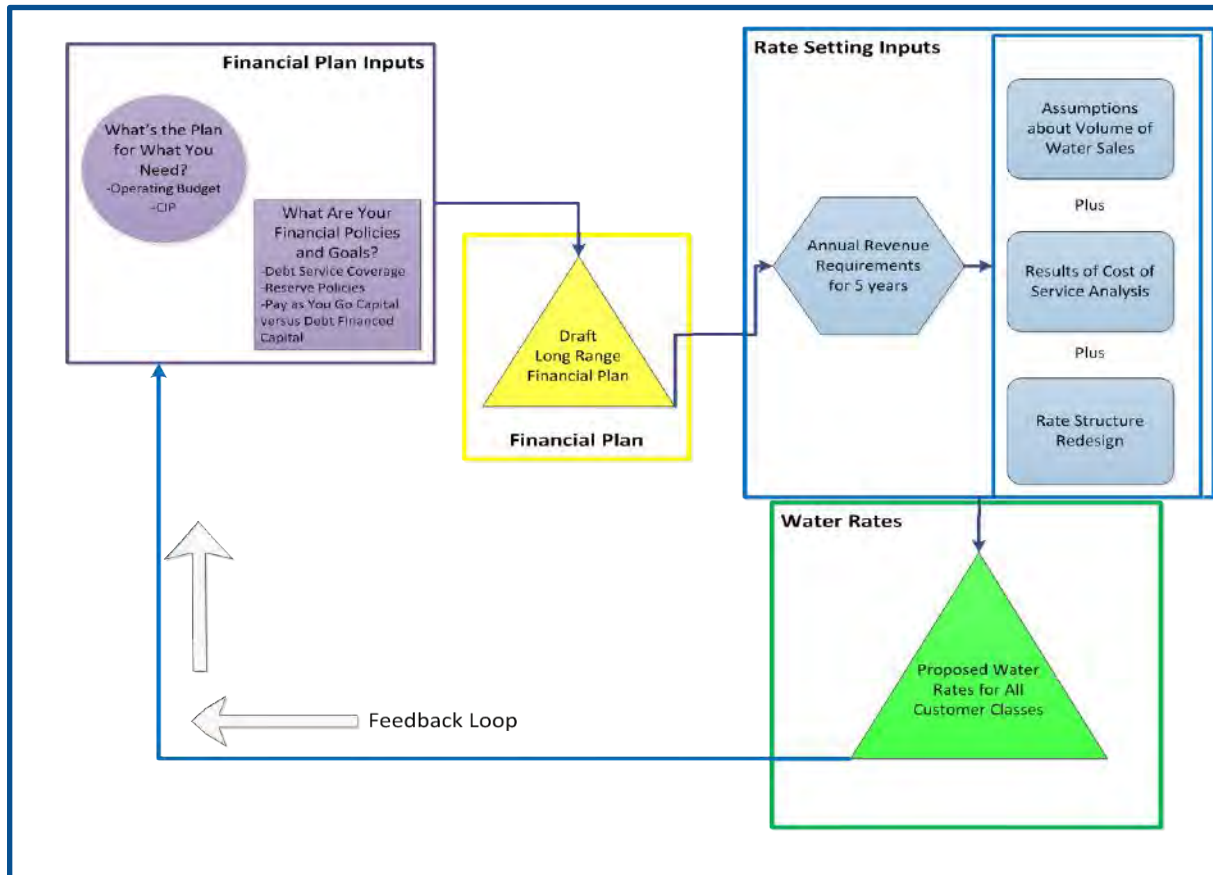 Financial Plan Inputs
What's the Plan
for What You
Need?
-Operating Budget
-CIP
What Are Your
Financial Policies
and Goals?
-Debt Service Coverage
-Reserve Policies
-Pay as You Go Capital
versus Debt Financed
Capital
Draft
Long Range
Financial Plan
Financial Plan
Rate Setting Inputs
Annual Revenue
Requirements
for 5 years
Assumptions
about Volume of
Water Sales
Plus
Results of Cost of
Service Analysis
Plus
Rate Structure
Redesign
Water Rates
Proposed Water
Rates for All
Customer Classes
Feedback Loop